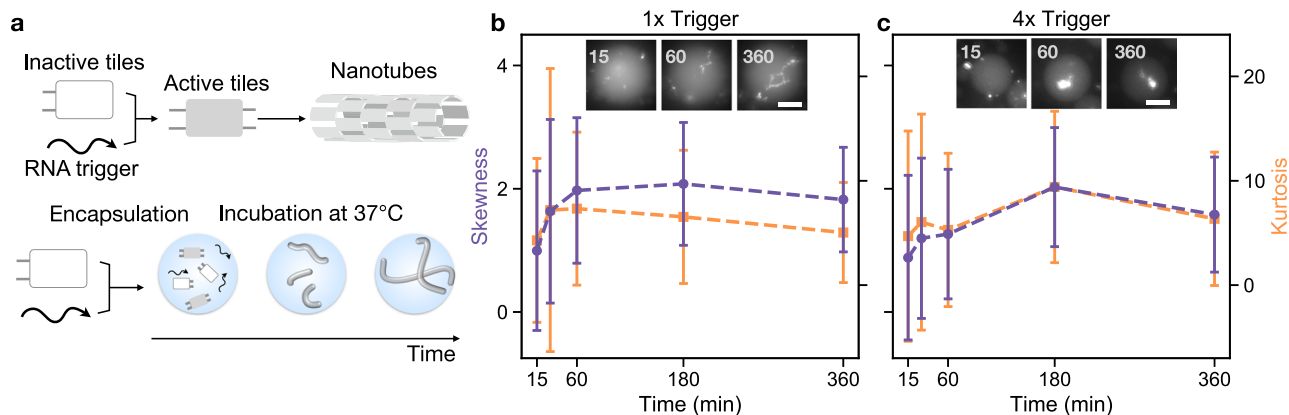 a
Inactive tiles
Active tiles
Nanotubes
RNA trigger
Encapsulation
Incubation at 37°C
Time
b
1x Trigger
Skewness
4
3
2
1
0
15
60
360
15
60
180
360
Time (min)
c
4x Trigger
15
60
360
20
10
0
Kurtosis
15
60
180
360
Time (min)